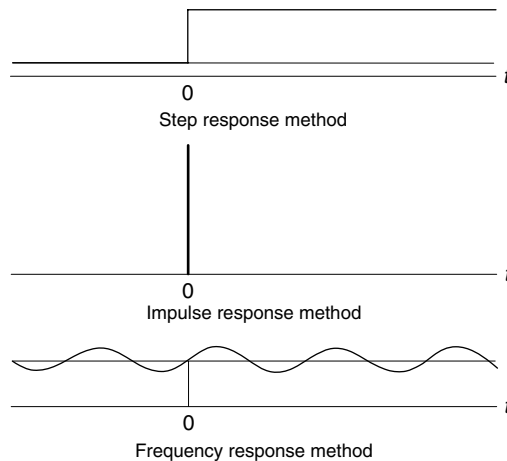 t
0
Step response method
t
0
Impulse response method
t
0
Frequency response method